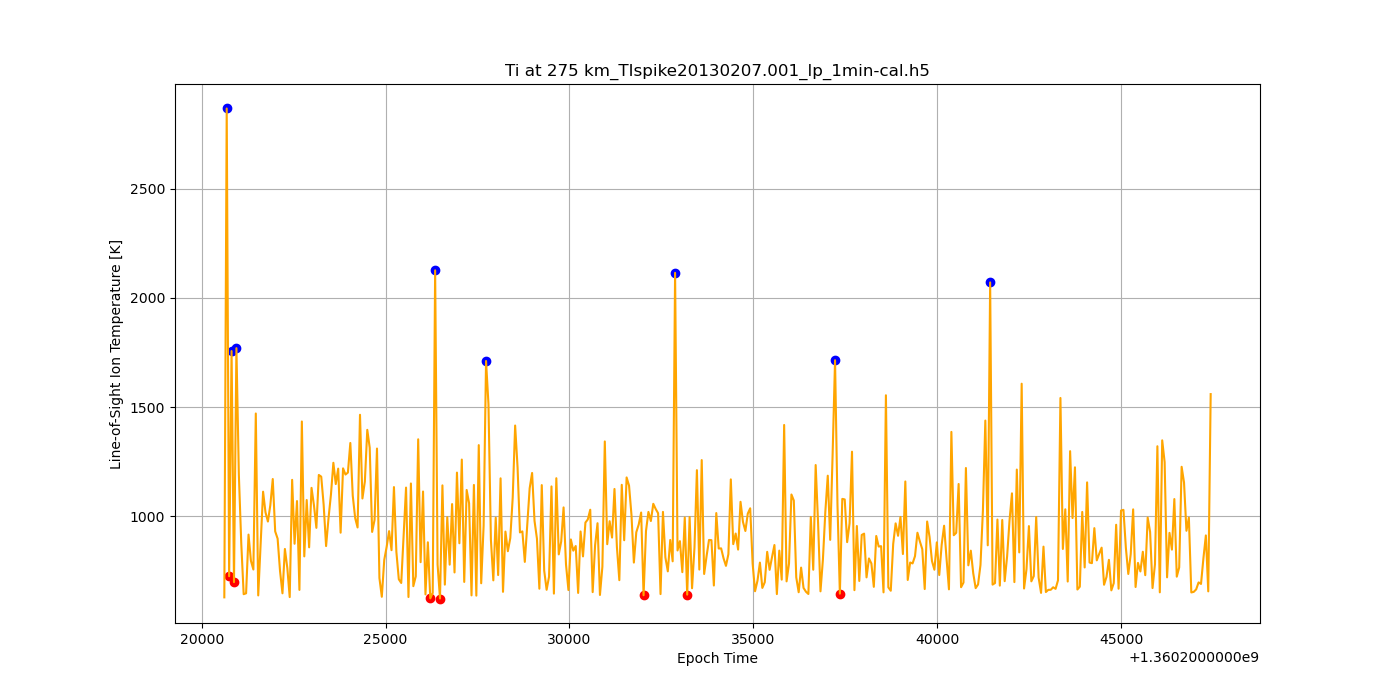 Ti at 275 km_TIspike20130207.001_lp_1min-cal.h5
Line-of-Sight Ion Temperature [K]
2500
2000
1500
1000
20000 25000 30000 35000 40000 45000
Epoch Time
+1.3602000000e9